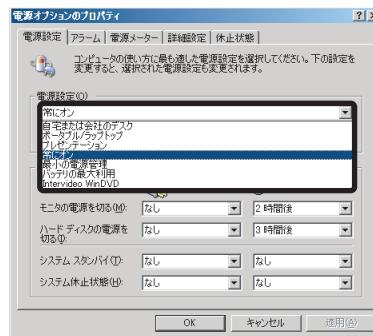 電源オプションのプロパティ
電源設定 アラーム 電源メーター 詳細設定 休止状態
コンピュータの使い方に最も適した電源設定を選択してください。下の設定を
変更すると、選択された電源設定も変更されます。
電源設定(O)
常にオン
自宅または会社のデスク
ポータブル/ラップトップ
プレゼンテーション
常にオン
最小の電源管理
バッテリの最大利用
Intervideo WinDVD
モニタの電源を切る(M): なし 2 時間後
ハード ディスクの電源を
切る(I): なし 3 時間後
システム スタンバイ(T): なし なし
システム休止状態(H): なし なし
OK キャンセル 適用(A)